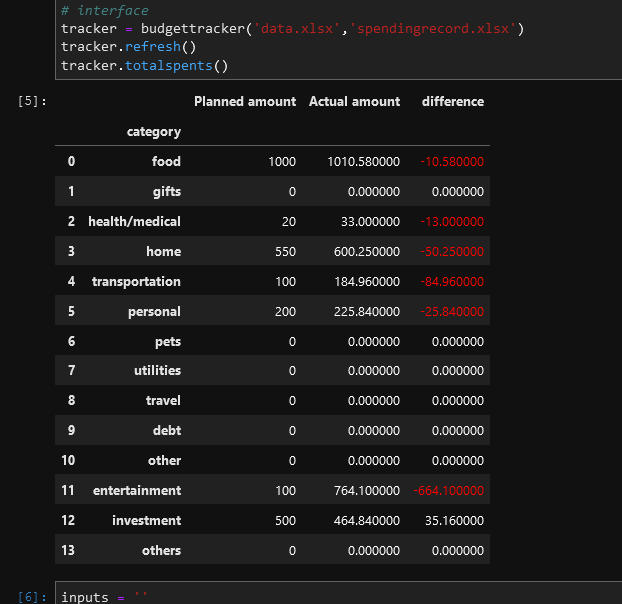 # interface
tracker = budgettracker('data.xlsx','spendingrecord.xlsx')
tracker.refresh()
tracker.totalspents()
[5]:
Planned amount Actual amount difference
category
0 food 1000 1010.580000 -10.580000
1 gifts 0 0.000000 0.000000
2 health/medical 20 33.000000 -13.000000
3 home 550 600.250000 -50.250000
4 transportation 100 184.960000 -84.960000
5 personal 200 225.840000 -25.840000
6 pets 0 0.000000 0.000000
7 utilities 0 0.000000 0.000000
8 travel 0 0.000000 0.000000
9 debt 0 0.000000 0.000000
10 other 0 0.000000 0.000000
11 entertainment 100 764.100000 -664.100000
12 investment 500 464.840000 35.160000
13 others 0 0.000000 0.000000
[6]: inputs = ''